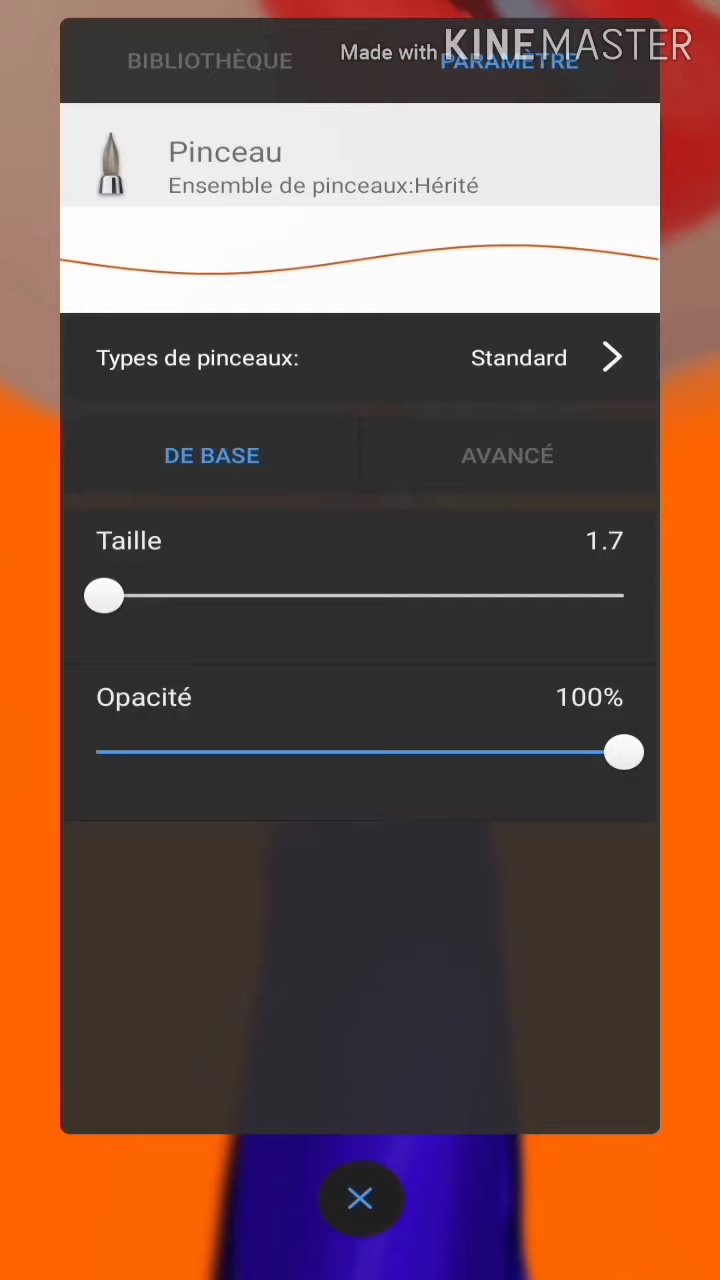 BIBLIOTHÈQUE
PARAMÈTRE
Made with KINEMASTER
Pinceau
Ensemble de pinceaux:Hérité
Types de pinceaux: Standard
DE BASE AVANCÉ
Taille 1.7
Opacité 100%